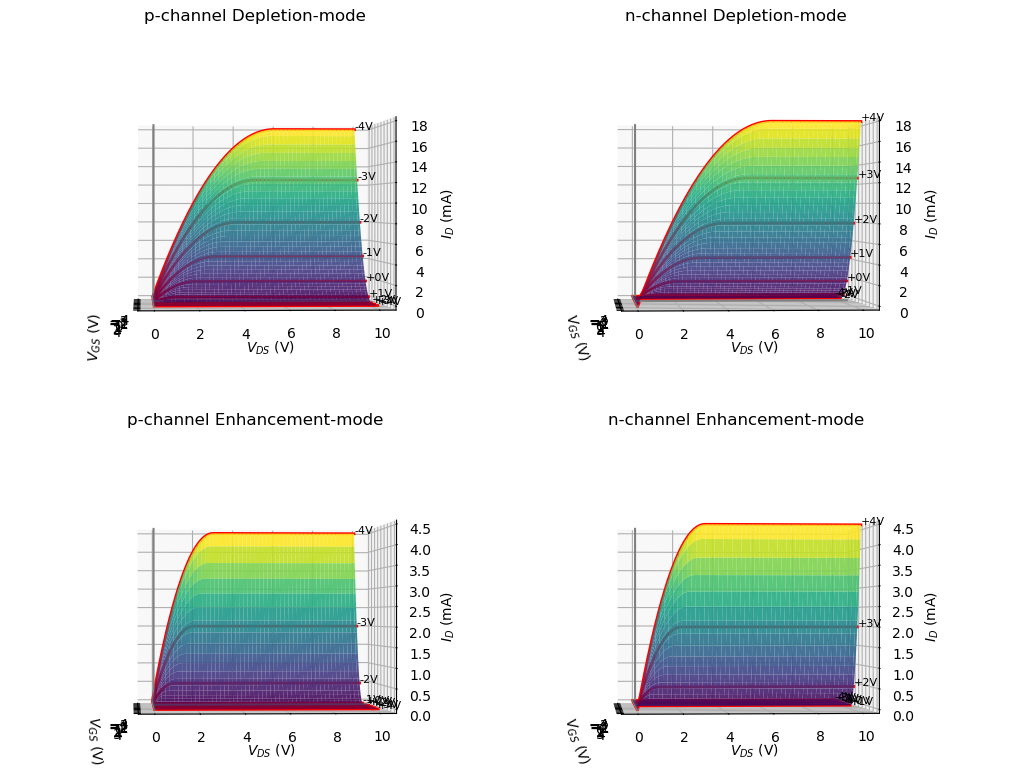 p-channel Depletion-mode
-4V
-3V
-2V
-1V
+0V
+1V
18
16
14
12
10
8
6
4
2
0
I_D (mA)
V_GS (V)
0
2
4
6
8
10
V_DS (V)
n-channel Depletion-mode
+4V
+3V
+2V
+1V
+0V
18
16
14
12
10
8
6
4
2
0
I_D (mA)
V_GS (V)
0
2
4
6
8
10
V_DS (V)
p-channel Enhancement-mode
-4V
-3V
-2V
4.5
4.0
3.5
3.0
2.5
2.0
1.5
1.0
0.5
0.0
I_D (mA)
V_GS (V)
0
2
4
6
8
10
V_DS (V)
n-channel Enhancement-mode
+4V
+3V
+2V
4.5
4.0
3.5
3.0
2.5
2.0
1.5
1.0
0.5
0.0
I_D (mA)
V_GS (V)
0
2
4
6
8
10
V_DS (V)